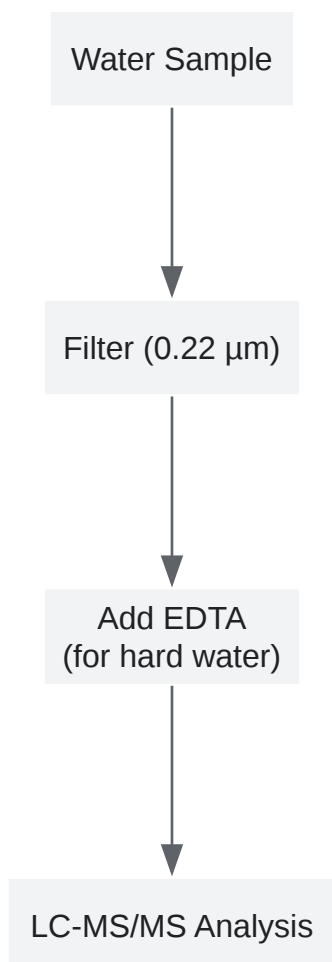 Water Sample
Filter (0.22 µm)
Add EDTA
(for hard water)
LC-MS/MS Analysis